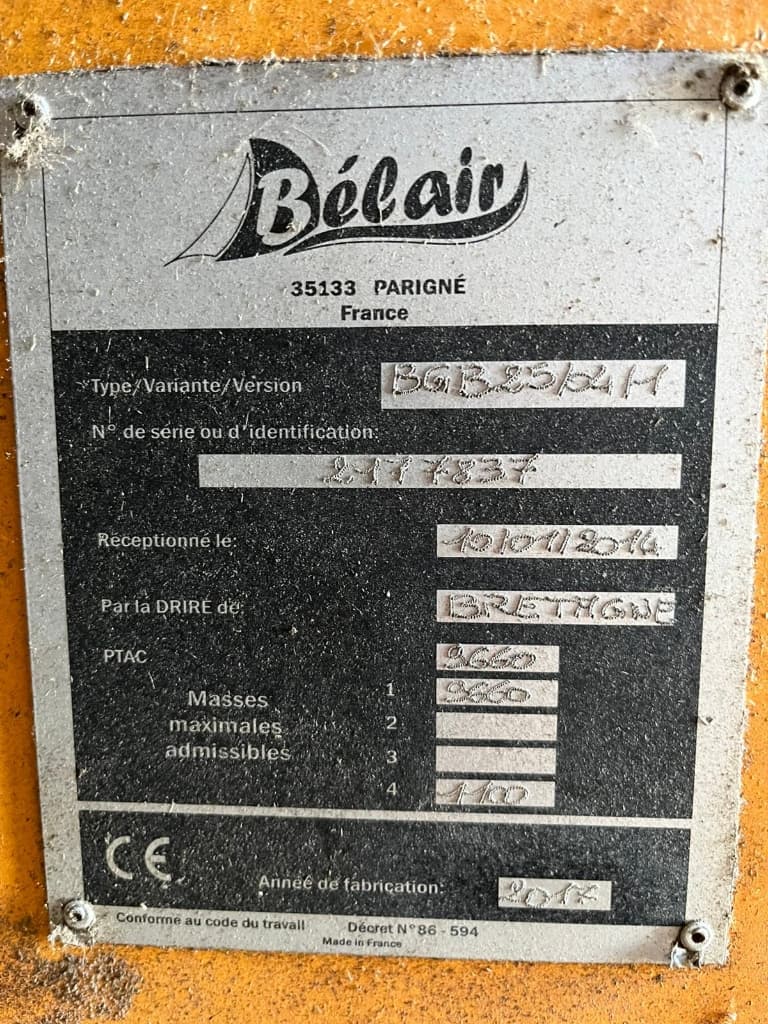 Bélair
35133 PARIGNÉ
France
Type/Variante/Version BGB25/04H
N° de série ou d'identification:
2177837
Réceptionné le: 10/01/2014
Par la DRIRE de BRETAGNE
PTAC 9660
Masses maximales admissibles
1 9660
2
3
4 1100
CE
Année de fabrication: 2017
Conforme au code du travail Décret N°86-594
Made in France